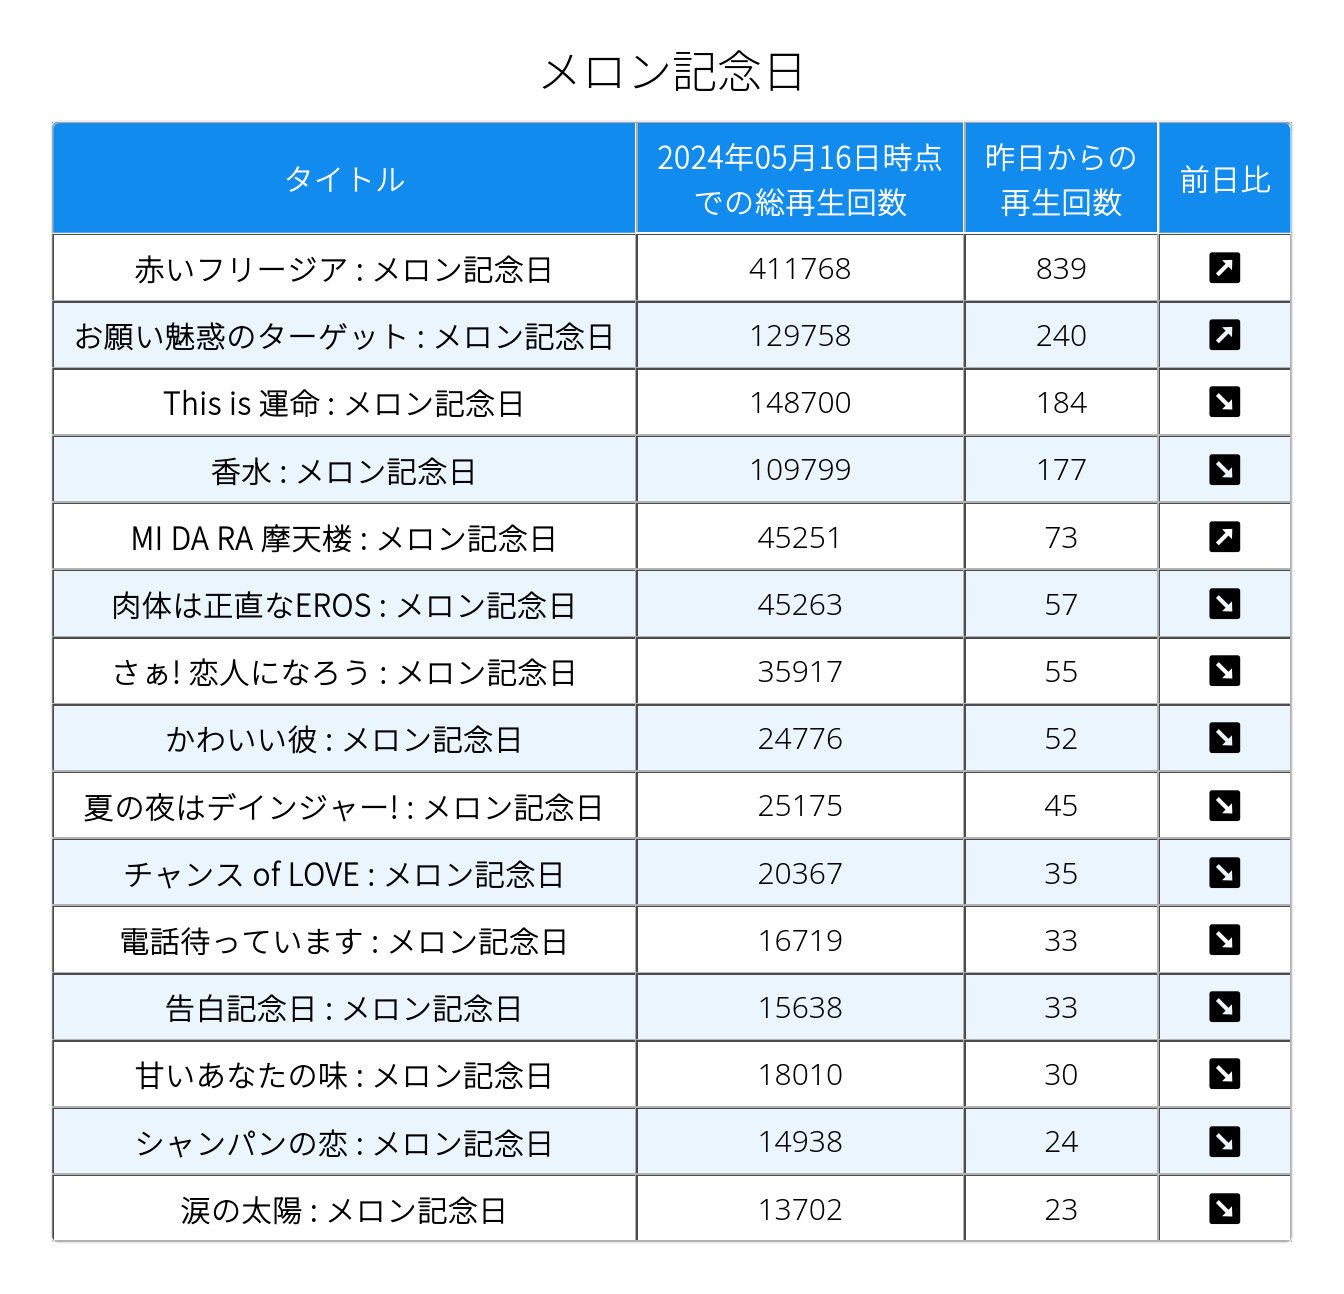 メロン記念日
タイトル 2024年05月16日時点での総再生回数 昨日からの再生回数 前日比
赤いフリージア : メロン記念日 411768 839 ↗
お願い魅惑のターゲット : メロン記念日 129758 240 ↗
This is 運命 : メロン記念日 148700 184 ↘
香水 : メロン記念日 109799 177 ↘
MI DA RA 摩天楼 : メロン記念日 45251 73 ↗
肉体は正直なEROS : メロン記念日 45263 57 ↘
さぁ! 恋人になろう : メロン記念日 35917 55 ↘
かわいい彼 : メロン記念日 24776 52 ↘
夏の夜はデインジャー! : メロン記念日 25175 45 ↘
チャンス of LOVE : メロン記念日 20367 35 ↘
電話待っています : メロン記念日 16719 33 ↘
告白記念日 : メロン記念日 15638 33 ↘
甘いあなたの味 : メロン記念日 18010 30 ↘
シャンパンの恋 : メロン記念日 14938 24 ↘
涙の太陽 : メロン記念日 13702 23 ↘